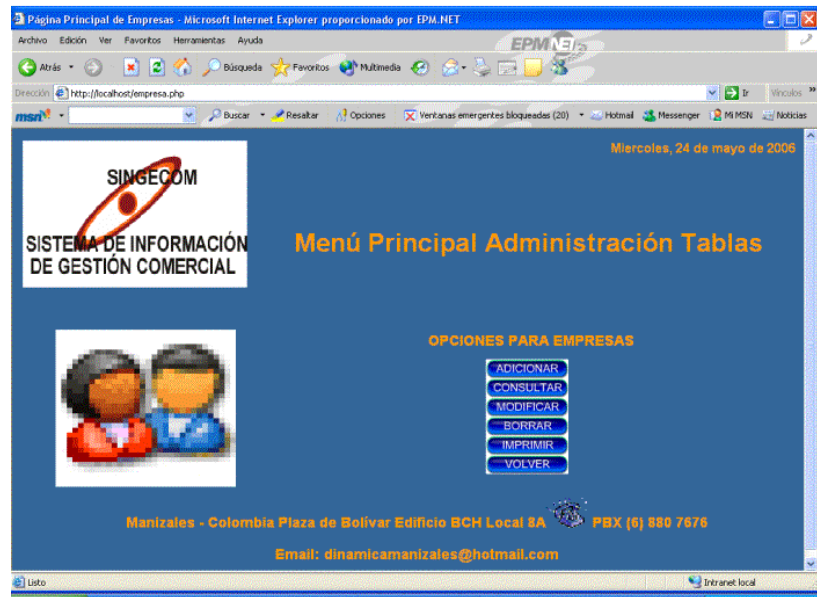 Página Principal de Empresas - Microsoft Internet Explorer proporcionado por EPM.NET
Archivo Edición Ver Favoritos Herramientas Ayuda
EPM NET
Atrás Búsqueda Favoritos Multimedia
Dirección http://localhost/empresa.php Ir Vínculos »
msn Buscar Resaltar Opciones Ventanas emergentes bloqueadas (20) Hotmail Messenger Mi MSN Noticias
Miercoles, 24 de mayo de 2006
SINGECOM
SISTEMA DE INFORMACIÓN
DE GESTIÓN COMERCIAL
Menú Principal Administración Tablas
OPCIONES PARA EMPRESAS
ADICIONAR
CONSULTAR
MODIFICAR
BORRAR
IMPRIMIR
VOLVER
Manizales - Colombia Plaza de Bolívar Edificio BCH Local 8A PBX (6) 880 7676
Email: dinamicamanizales@hotmail.com
Listo Intranet local